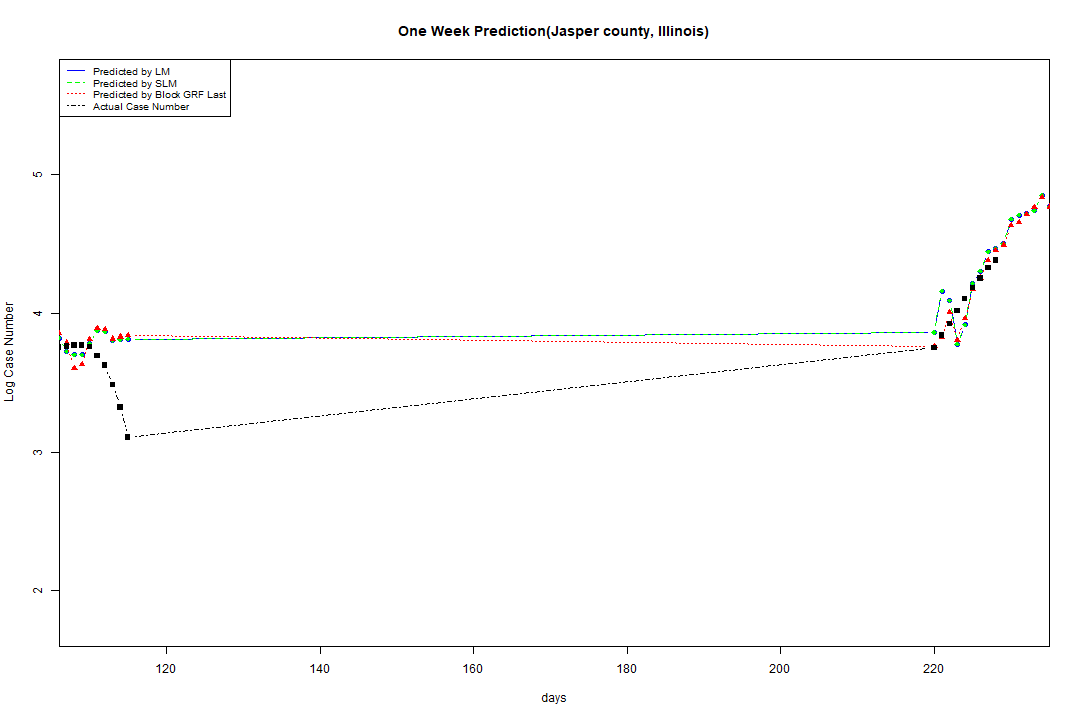 One Week Prediction(Jasper county, Illinois)
Predicted by LM
Predicted by SLM
Predicted by Block GRF Last
Actual Case Number
5
4
3
2
Log Case Number
120 140 160 180 200 220
days